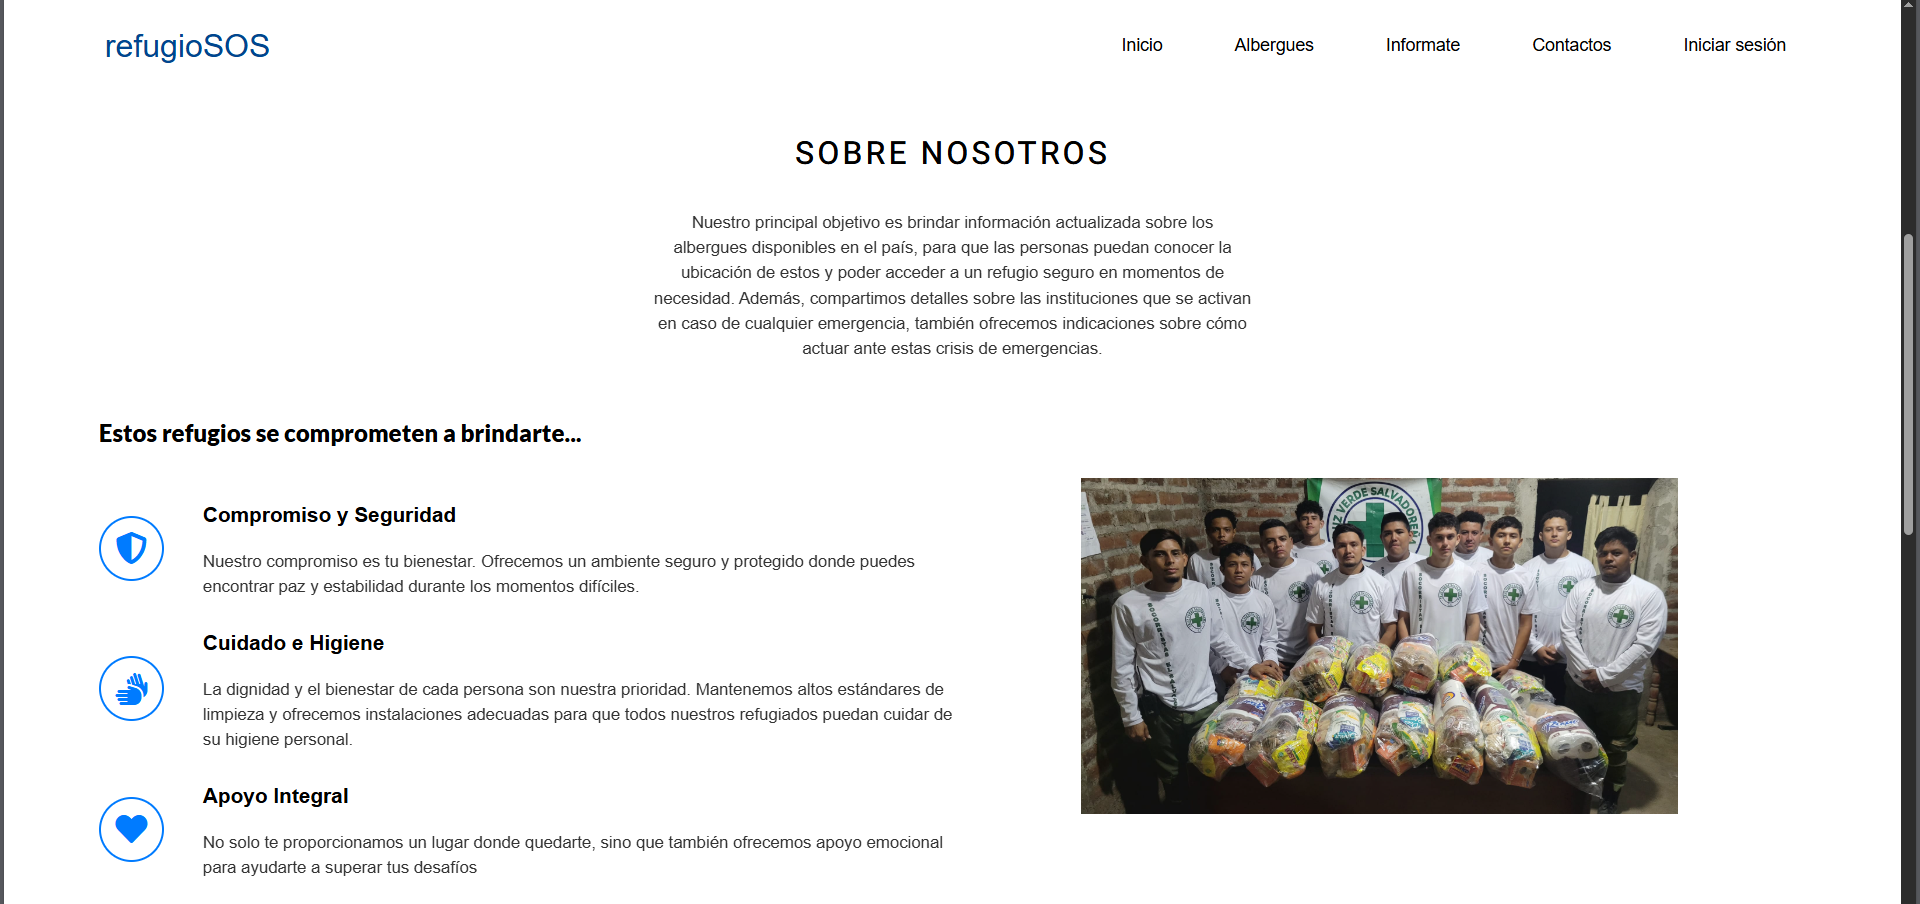 refugioSOS
Inicio
Albergues
Informate
Contactos
Iniciar sesión
SOBRE NOSOTROS
Nuestro principal objetivo es brindar información actualizada sobre los
albergues disponibles en el país, para que las personas puedan conocer la
ubicación de estos y poder acceder a un refugio seguro en momentos de
necesidad. Además, compartimos detalles sobre las instituciones que se activan
en caso de cualquier emergencia, también ofrecemos indicaciones sobre cómo
actuar ante estas crisis de emergencias.
Estos refugios se comprometen a brindarte...
Compromiso y Seguridad
Nuestro compromiso es tu bienestar. Ofrecemos un ambiente seguro y protegido donde puedes
encontrar paz y estabilidad durante los momentos difíciles.
Cuidado e Higiene
La dignidad y el bienestar de cada persona son nuestra prioridad. Mantenemos altos estándares de
limpieza y ofrecemos instalaciones adecuadas para que todos nuestros refugiados puedan cuidar de
su higiene personal.
Apoyo Integral
No solo te proporcionamos un lugar donde quedarte, sino que también ofrecemos apoyo emocional
para ayudarte a superar tus desafíos
VERDE SALVADOREÑ